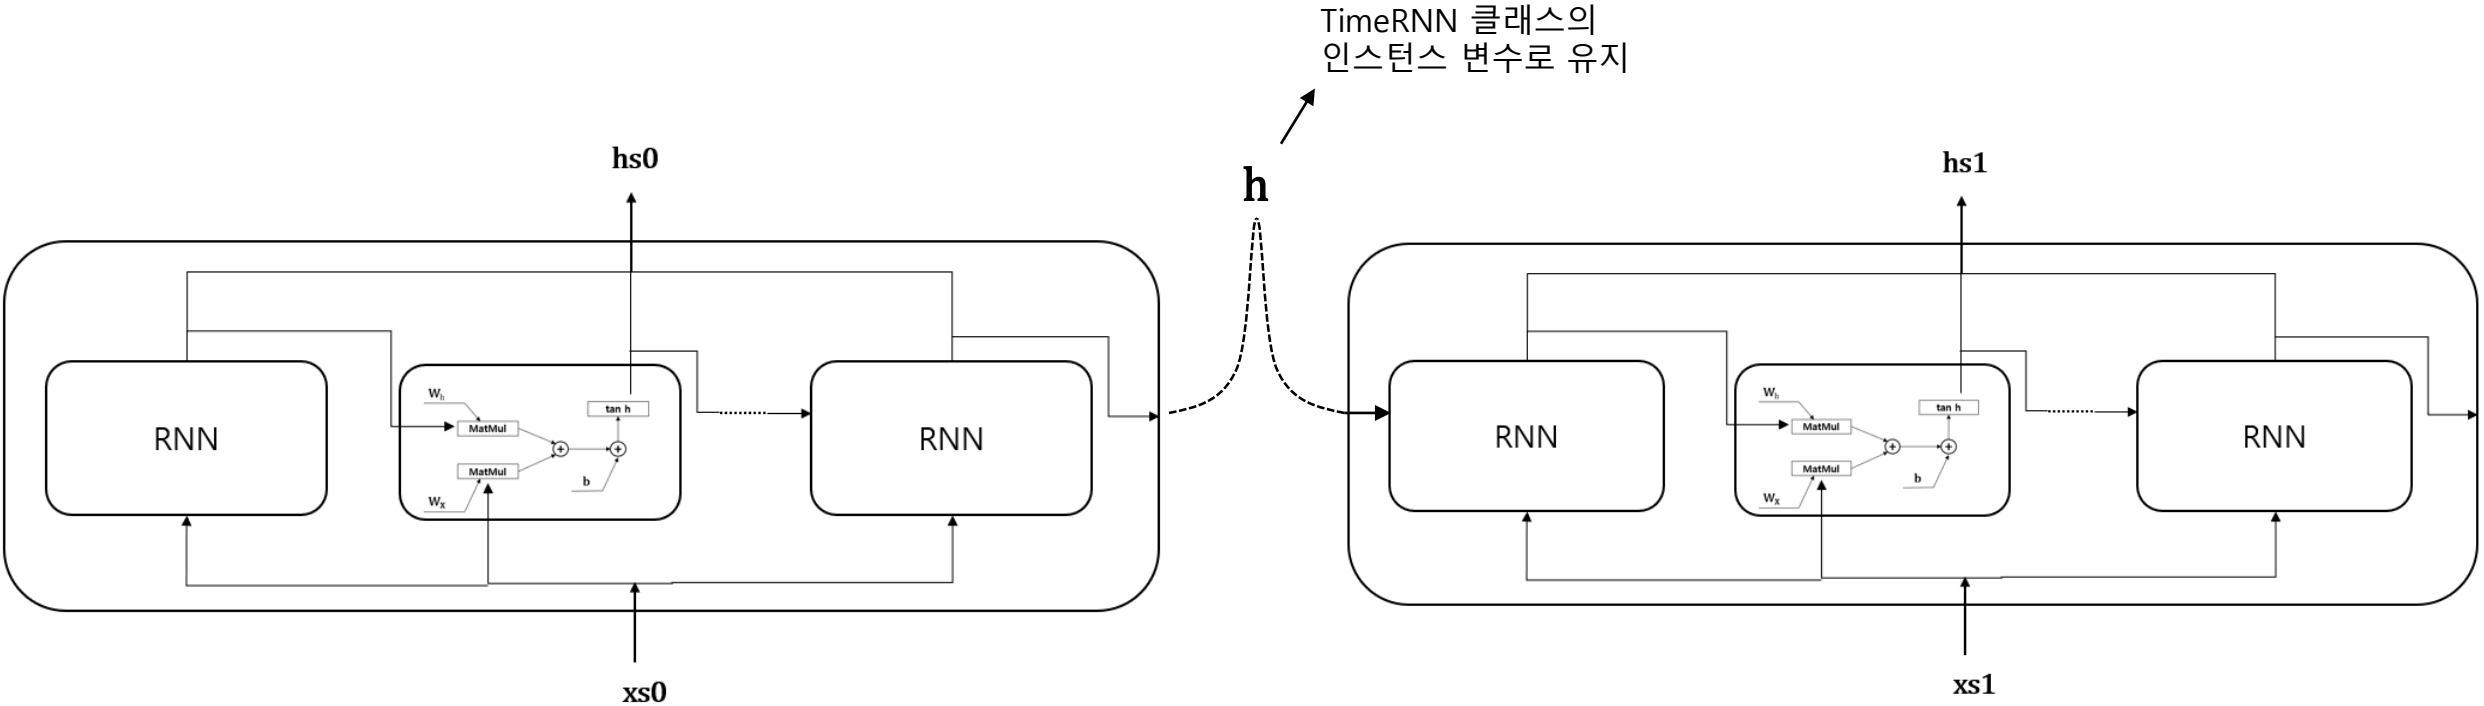 TimeRNN 클래스의
인스턴스 변수로 유지
hs0
h
hs1
RNN
Wh
MatMul
MatMul
Wx
tan h
b
RNN
RNN
Wh
MatMul
MatMul
Wx
tan h
b
RNN
xs0
xs1